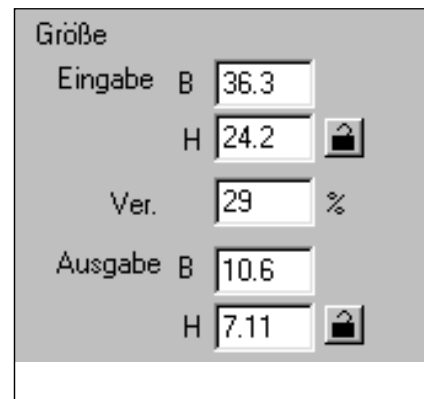 Größe
Eingabe B 36.3
H 24.2
Ver. 29 %
Ausgabe B 10.6
H 7.11